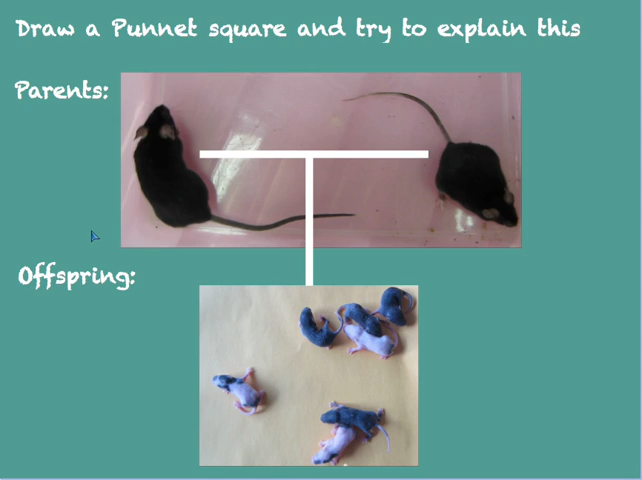 Draw a Punnet square and try to explain this
Parents:
Offspring: